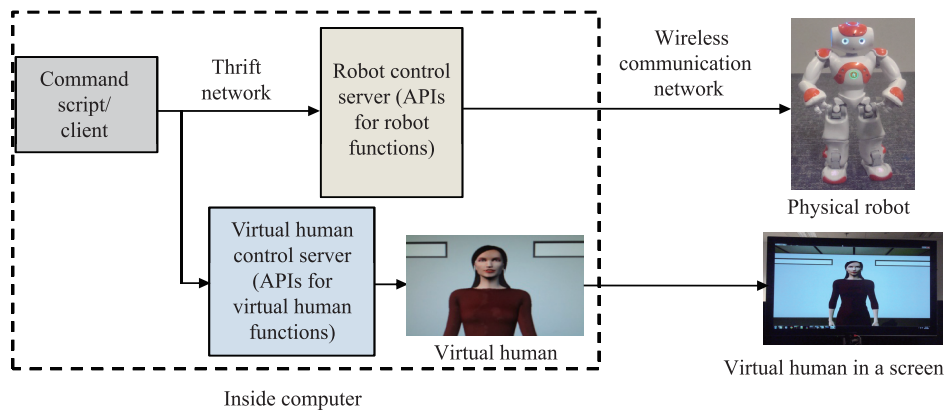 Command
script/
client
Thrift
network
Robot control
server (APIs
for robot
functions)
Wireless
communication
network
Physical robot
Virtual human
control server
(APIs for
virtual human
functions)
Virtual human
Virtual human in a screen
Inside computer